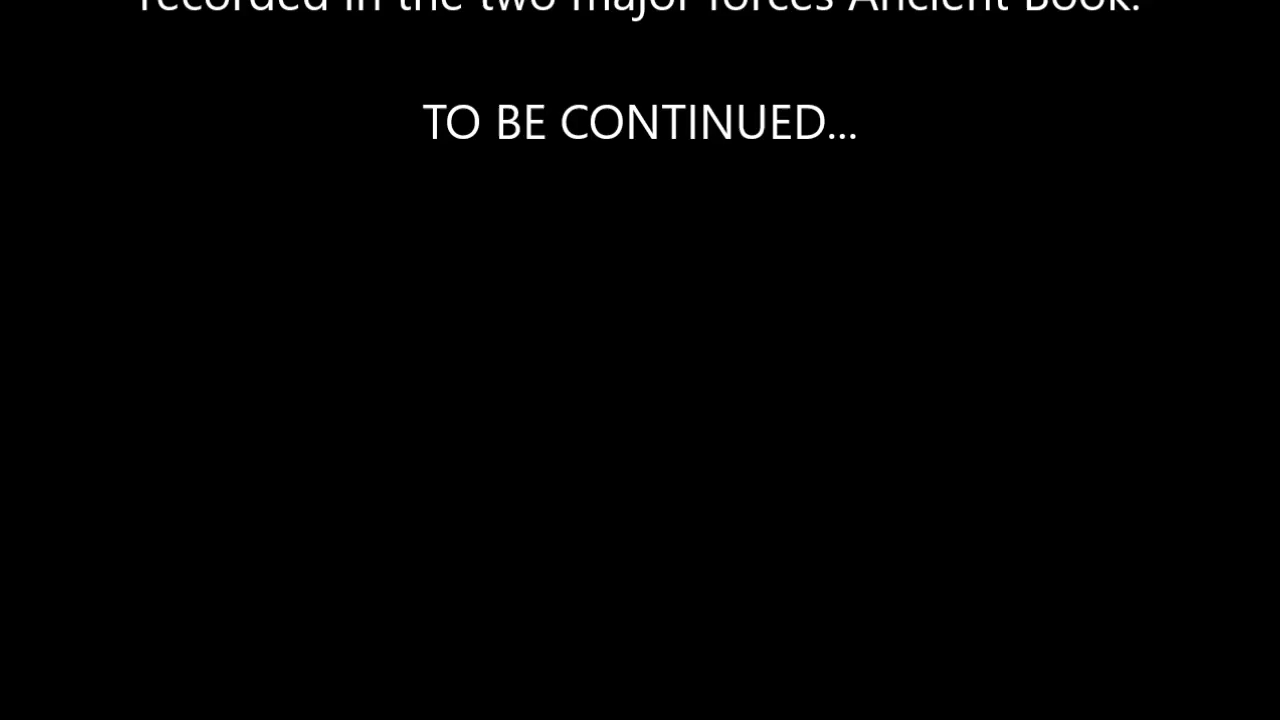 recorded in the two major forces Ancient Book.
TO BE CONTINUED...